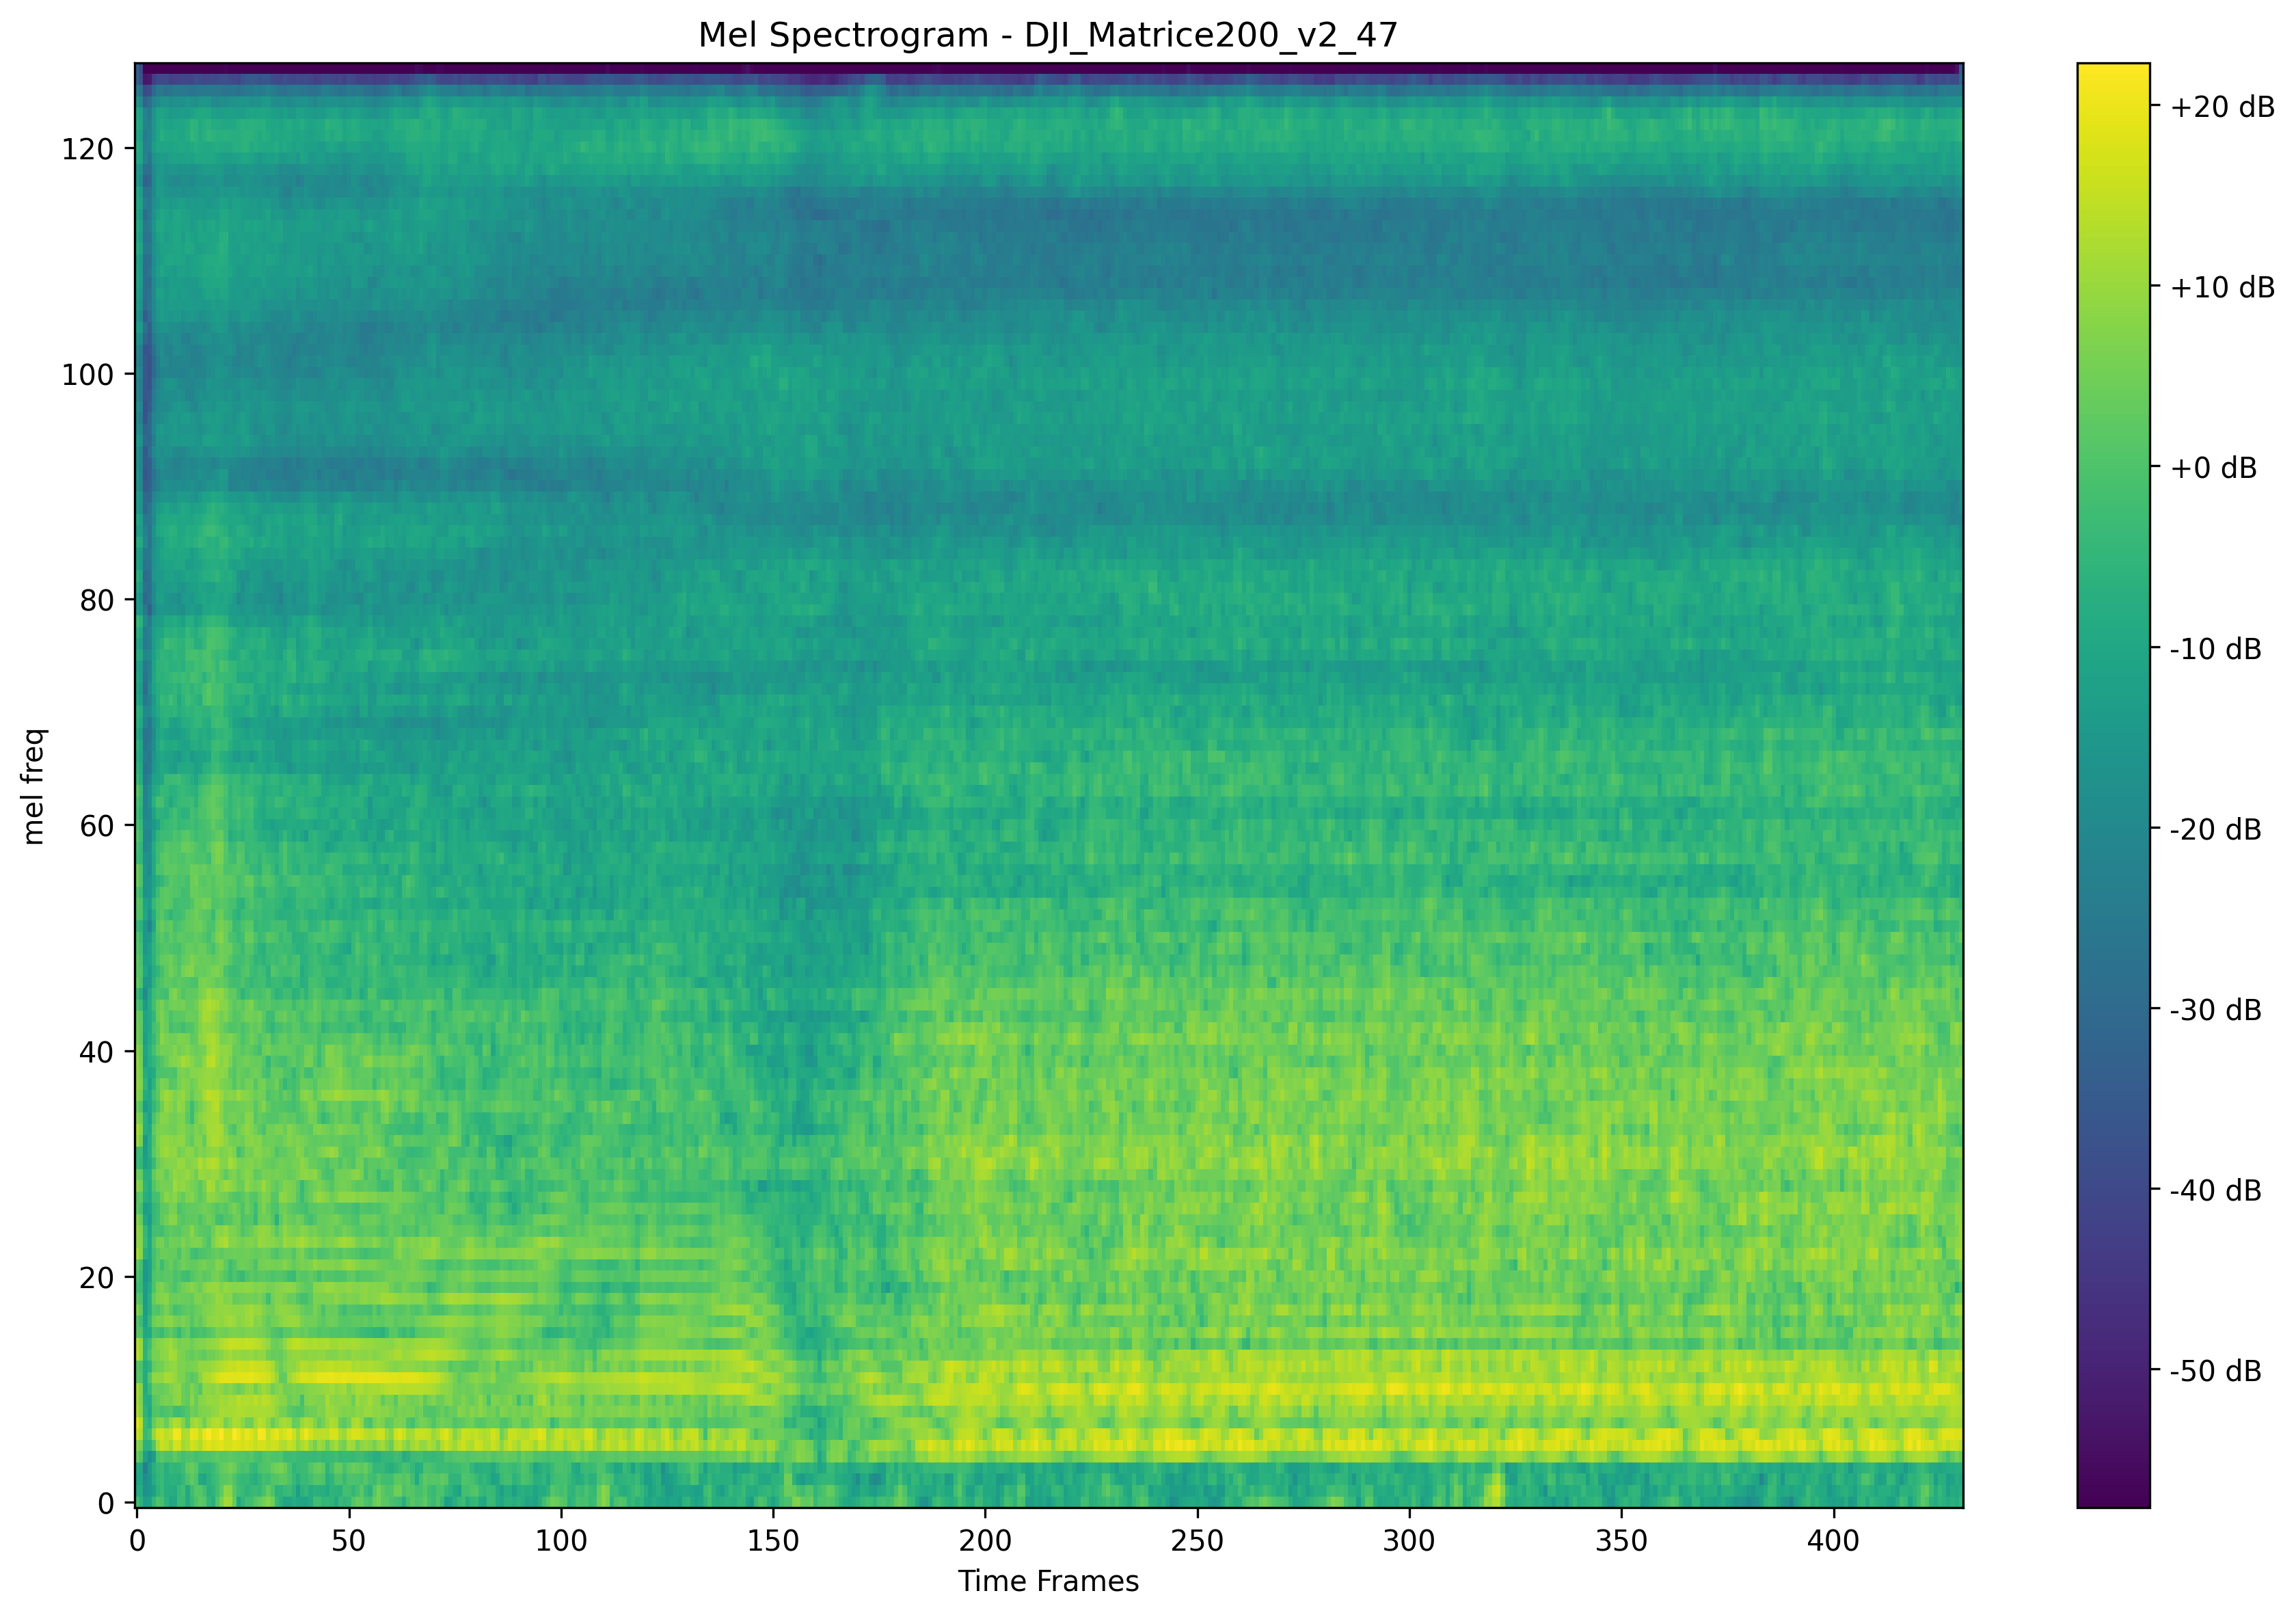 Mel Spectrogram - DJI_Matrice200_v2_47
mel freq
120
100
80
60
40
20
0
0 50 100 150 200 250 300 350 400
Time Frames
+20 dB
+10 dB
+0 dB
-10 dB
-20 dB
-30 dB
-40 dB
-50 dB